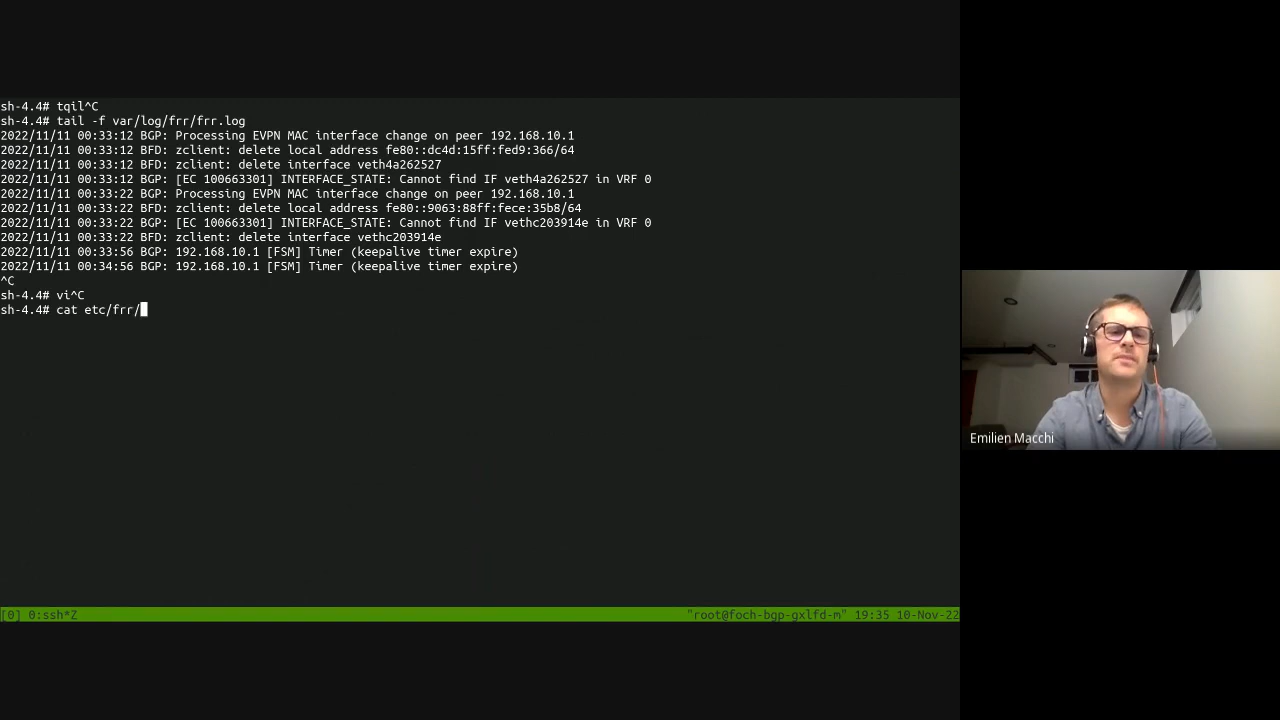 sh-4.4# tqil^C
sh-4.4# tail -f var/log/frr/frr.log
2022/11/11 00:33:12 BGP: Processing EVPN MAC interface change on peer 192.168.10.1
2022/11/11 00:33:12 BFD: zclient: delete local address fe80::dc4d:15ff:fed9:366/64
2022/11/11 00:33:12 BFD: zclient: delete interface veth4a262527
2022/11/11 00:33:12 BGP: [EC 100663301] INTERFACE_STATE: Cannot find IF veth4a262527 in VRF 0
2022/11/11 00:33:22 BGP: Processing EVPN MAC interface change on peer 192.168.10.1
2022/11/11 00:33:22 BFD: zclient: delete local address fe80::9063:88ff:fece:35b8/64
2022/11/11 00:33:22 BGP: [EC 100663301] INTERFACE_STATE: Cannot find IF vethc203914e in VRF 0
2022/11/11 00:33:22 BFD: zclient: delete interface vethc203914e
2022/11/11 00:33:56 BGP: 192.168.10.1 [FSM] Timer (keepalive timer expire)
2022/11/11 00:34:56 BGP: 192.168.10.1 [FSM] Timer (keepalive timer expire)
^C
sh-4.4# vi^C
sh-4.4# cat etc/frr/
Emilien Macchi
[0] 0:ssh*Z "root@foch-bgp-gxlfd-m" 19:35 10-Nov-22